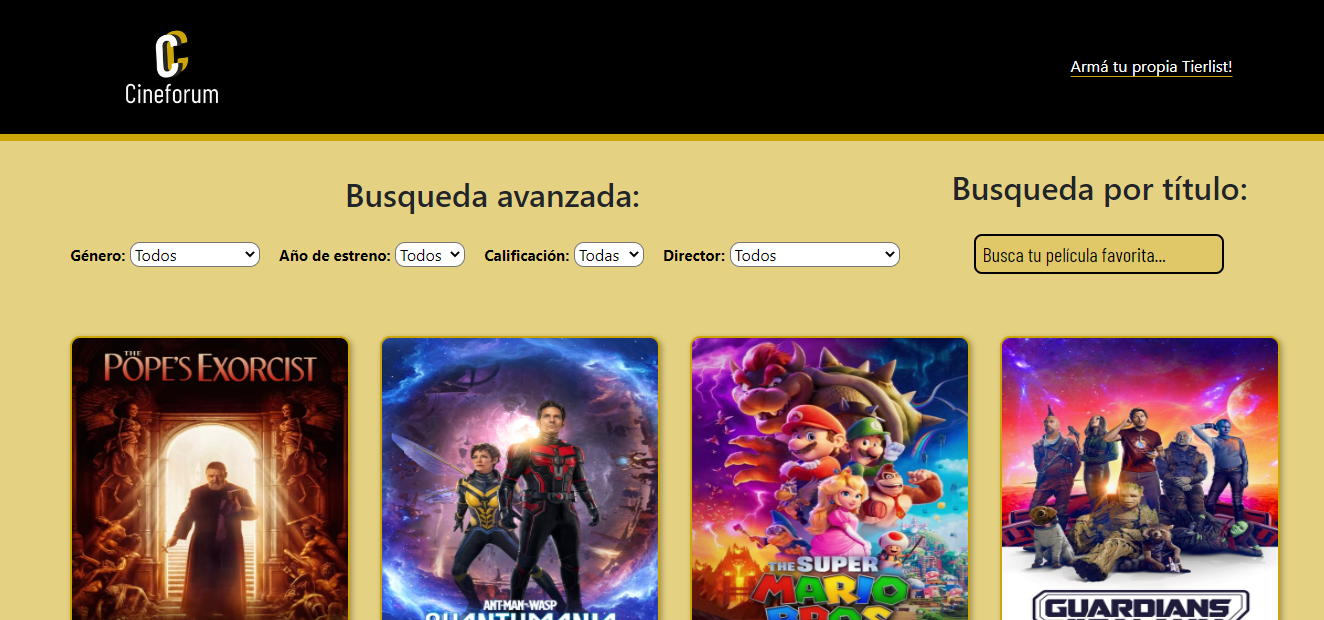 Cineforum
Armá tu propia Tierlist!
Busqueda avanzada:
Busqueda por título:
Género: Todos Año de estreno: Todos Calificación: Todas Director: Todos
Busca tu película favorita...
THE
POPE'S EXORCIST
ANT-MAN AND THE WASP
QUANTUMANIA
THE SUPER
MARIO
BROS
GUARDIANS